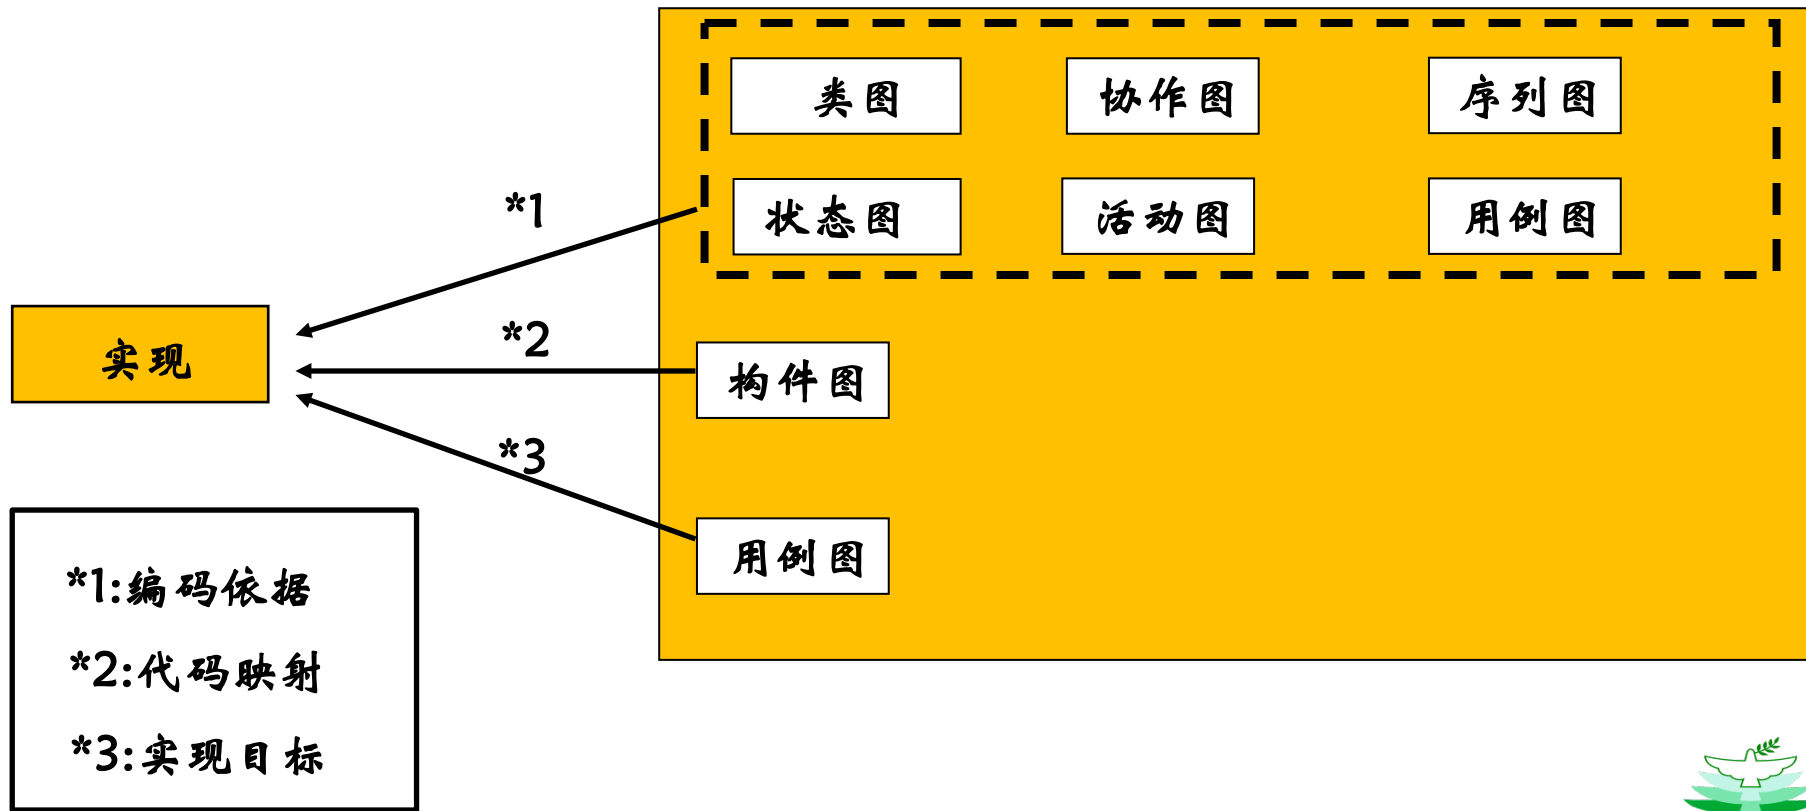 类图
协作图
序列图
状态图
活动图
用例图
*1
*2
实现
构件图
*3
用例图
*1:编码依据
*2:代码映射
*3:实现目标